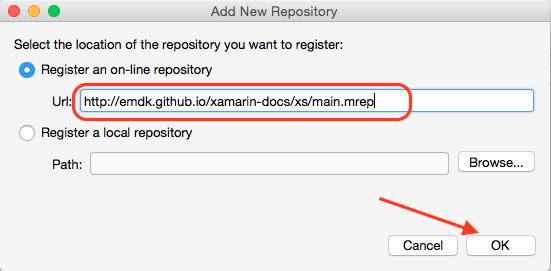 Add New Repository
Select the location of the repository you want to register:
Register an on-line repository
Url: http://emdk.github.io/xamarin-docs/xs/main.mrep
Register a local repository
Path:
Browse...
Cancel
OK